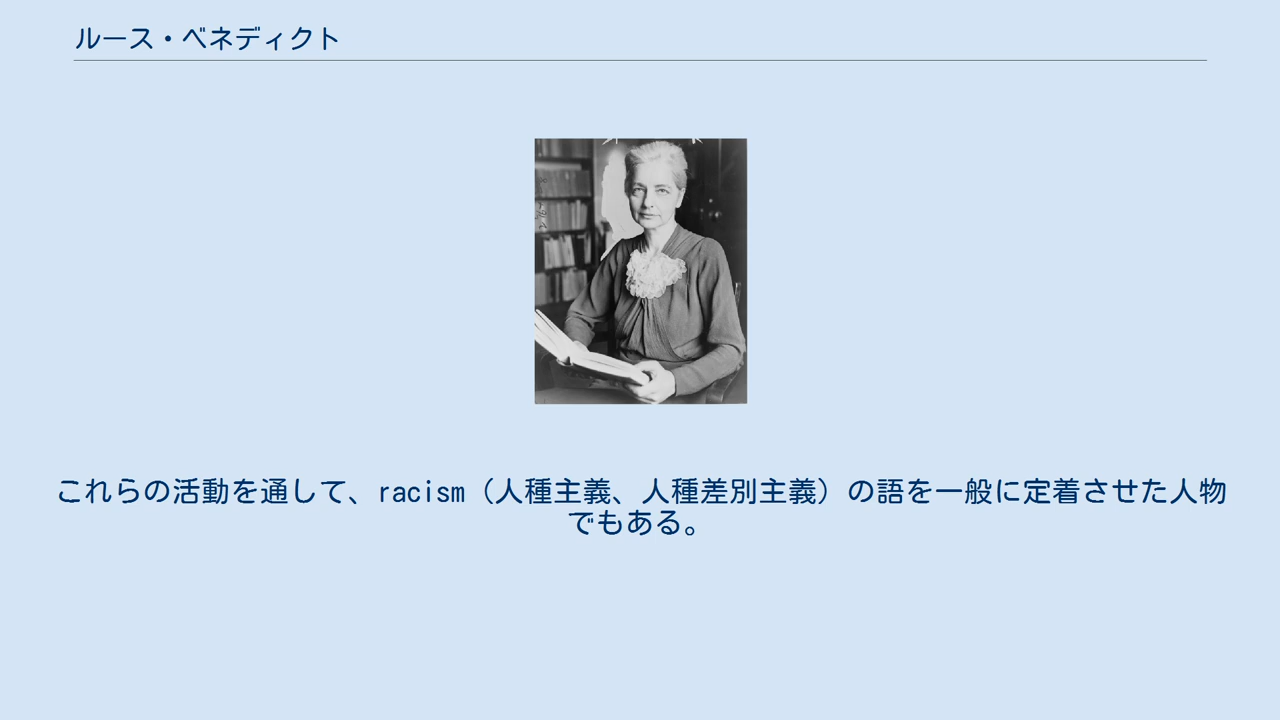 ルース・ベネディクト
これらの活動を通して、racism（人種主義、人種差別主義）の語を一般に定着させた人物
でもある。